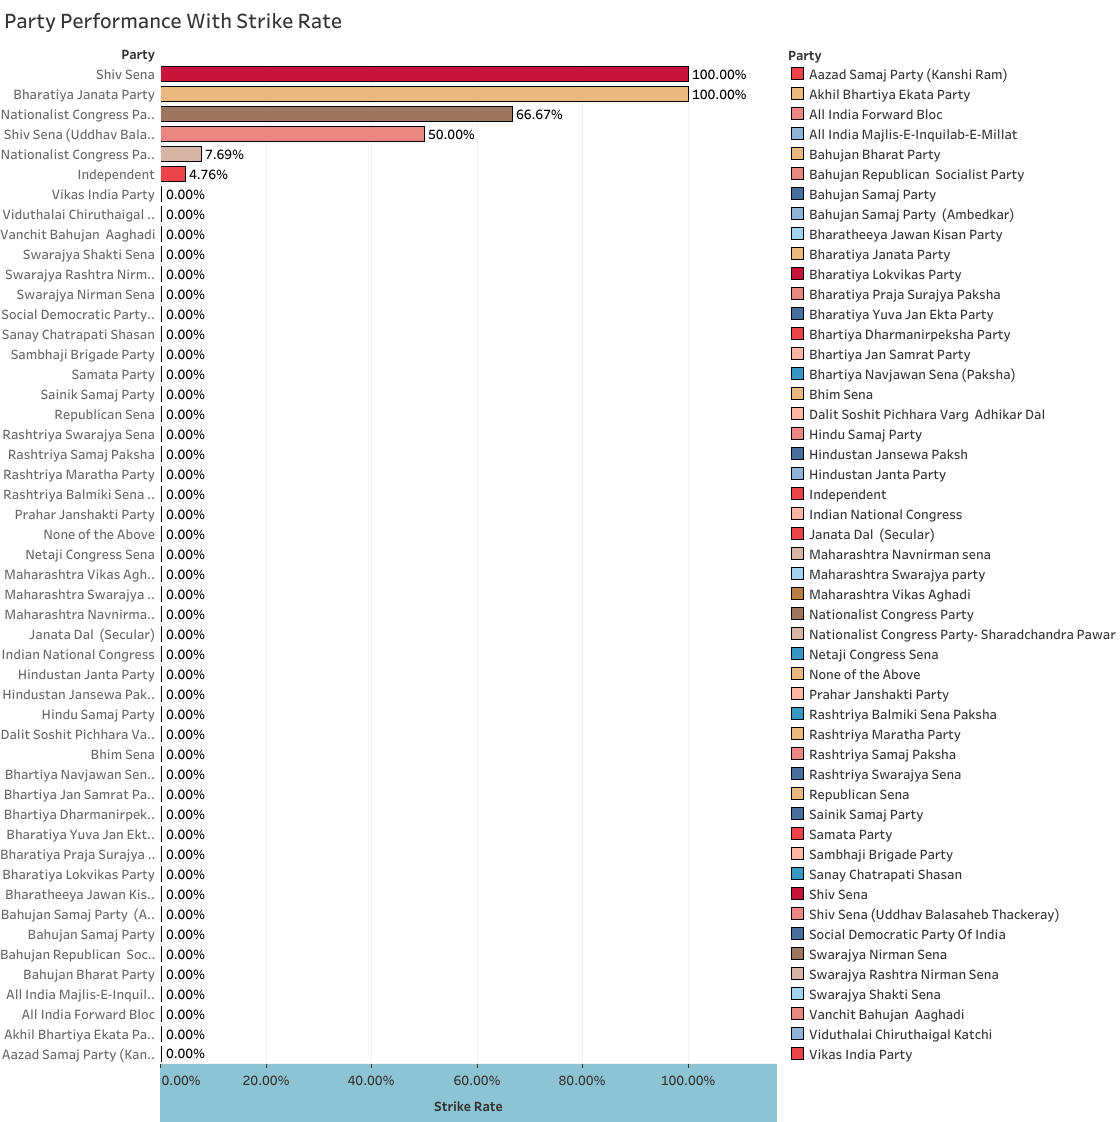 Party Performance With Strike Rate
Party
Shiv Sena 100.00%
Bharatiya Janata Party 100.00%
Nationalist Congress Pa.. 66.67%
Shiv Sena (Uddhav Bala.. 50.00%
Nationalist Congress Pa.. 7.69%
Independent 4.76%
Vikas India Party 0.00%
Viduthalai Chiruthaigal .. 0.00%
Vanchit Bahujan  Aaghadi 0.00%
Swarajya Shakti Sena 0.00%
Swarajya Rashtra Nirm.. 0.00%
Swarajya Nirman Sena 0.00%
Social Democratic Party.. 0.00%
Sanay Chatrapati Shasan 0.00%
Sambhaji Brigade Party 0.00%
Samata Party 0.00%
Sainik Samaj Party 0.00%
Republican Sena 0.00%
Rashtriya Swarajya Sena 0.00%
Rashtriya Samaj Paksha 0.00%
Rashtriya Maratha Party 0.00%
Rashtriya Balmiki Sena .. 0.00%
Prahar Janshakti Party 0.00%
None of the Above 0.00%
Netaji Congress Sena 0.00%
Maharashtra Vikas Agh.. 0.00%
Maharashtra Swarajya .. 0.00%
Maharashtra Navnirma.. 0.00%
Janata Dal  (Secular) 0.00%
Indian National Congress 0.00%
Hindustan Janta Party 0.00%
Hindustan Jansewa Pak.. 0.00%
Hindu Samaj Party 0.00%
Dalit Soshit Pichhara Va.. 0.00%
Bhim Sena 0.00%
Bhartiya Navjawan Sen.. 0.00%
Bhartiya Jan Samrat Pa.. 0.00%
Bhartiya Dharmanirpek.. 0.00%
Bharatiya Yuva Jan Ekt.. 0.00%
Bharatiya Praja Surajya .. 0.00%
Bharatiya Lokvikas Party 0.00%
Bharatheeya Jawan Kis.. 0.00%
Bahujan Samaj Party  (A.. 0.00%
Bahujan Samaj Party 0.00%
Bahujan Republican  Soc.. 0.00%
Bahujan Bharat Party 0.00%
All India Majlis-E-Inquil.. 0.00%
All India Forward Bloc 0.00%
Akhil Bhartiya Ekata Pa.. 0.00%
Aazad Samaj Party (Kan.. 0.00%
0.00% 20.00% 40.00% 60.00% 80.00% 100.00%
Strike Rate
Party
Aazad Samaj Party (Kanshi Ram)
Akhil Bhartiya Ekata Party
All India Forward Bloc
All India Majlis-E-Inquilab-E-Millat
Bahujan Bharat Party
Bahujan Republican  Socialist Party
Bahujan Samaj Party
Bahujan Samaj Party  (Ambedkar)
Bharatheeya Jawan Kisan Party
Bharatiya Janata Party
Bharatiya Lokvikas Party
Bharatiya Praja Surajya Paksha
Bharatiya Yuva Jan Ekta Party
Bhartiya Dharmanirpeksha Party
Bhartiya Jan Samrat Party
Bhartiya Navjawan Sena (Paksha)
Bhim Sena
Dalit Soshit Pichhara Varg  Adhikar Dal
Hindu Samaj Party
Hindustan Jansewa Paksh
Hindustan Janta Party
Independent
Indian National Congress
Janata Dal  (Secular)
Maharashtra Navnirman sena
Maharashtra Swarajya party
Maharashtra Vikas Aghadi
Nationalist Congress Party
Nationalist Congress Party- Sharadchandra Pawar
Netaji Congress Sena
None of the Above
Prahar Janshakti Party
Rashtriya Balmiki Sena Paksha
Rashtriya Maratha Party
Rashtriya Samaj Paksha
Rashtriya Swarajya Sena
Republican Sena
Sainik Samaj Party
Samata Party
Sambhaji Brigade Party
Sanay Chatrapati Shasan
Shiv Sena
Shiv Sena (Uddhav Balasaheb Thackeray)
Social Democratic Party Of India
Swarajya Nirman Sena
Swarajya Rashtra Nirman Sena
Swarajya Shakti Sena
Vanchit Bahujan  Aaghadi
Viduthalai Chiruthaigal Katchi
Vikas India Party